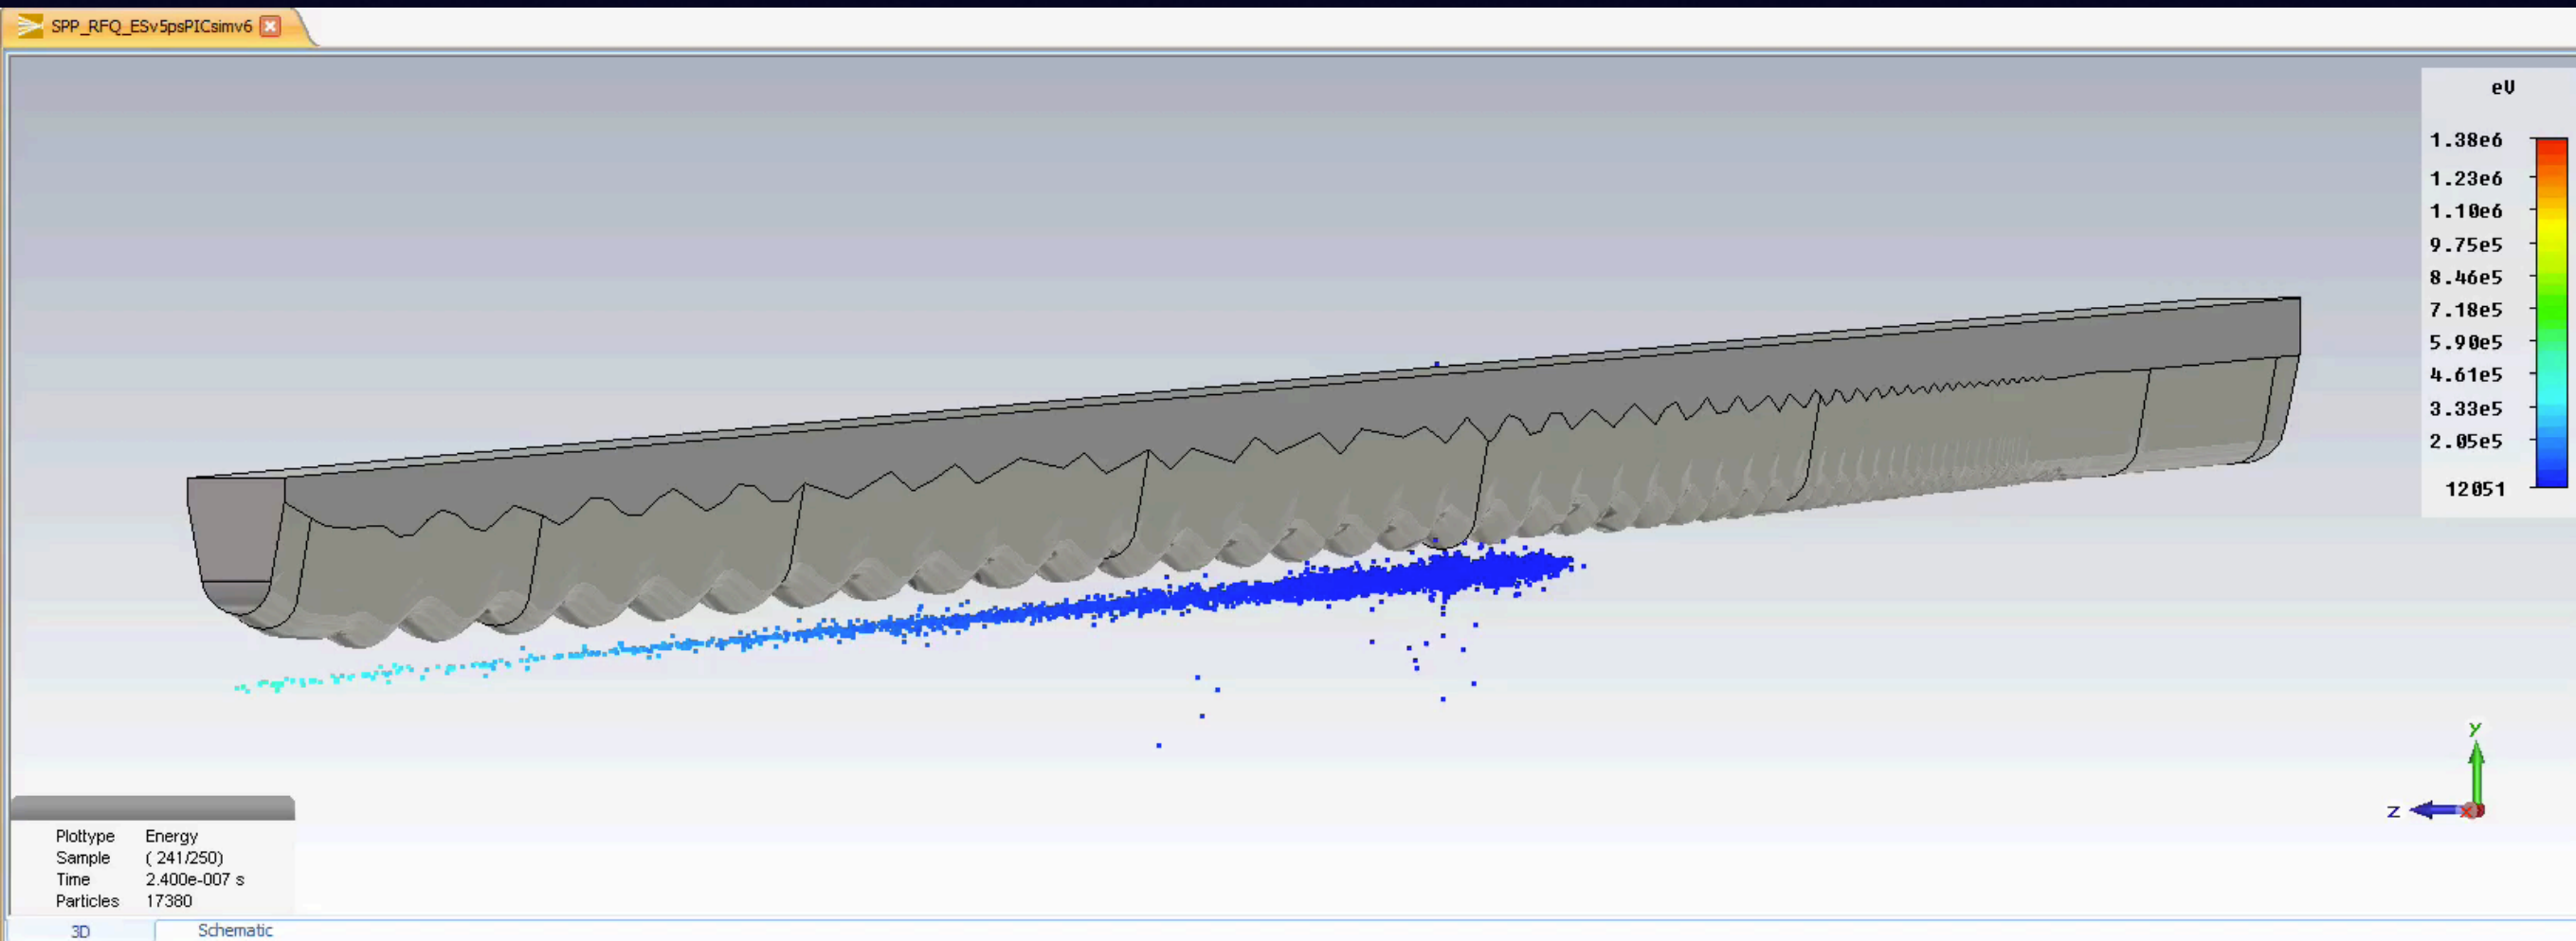 SPP_RFQ_ESv5psPICsimv6
eV
1.38e6
1.23e6
1.10e6
9.75e5
8.46e5
7.18e5
5.90e5
4.61e5
3.33e5
2.05e5
12051
Y
Z X
Plottype Energy
Sample ( 241/250)
Time 2.400e-007 s
Particles 17380
3D Schematic